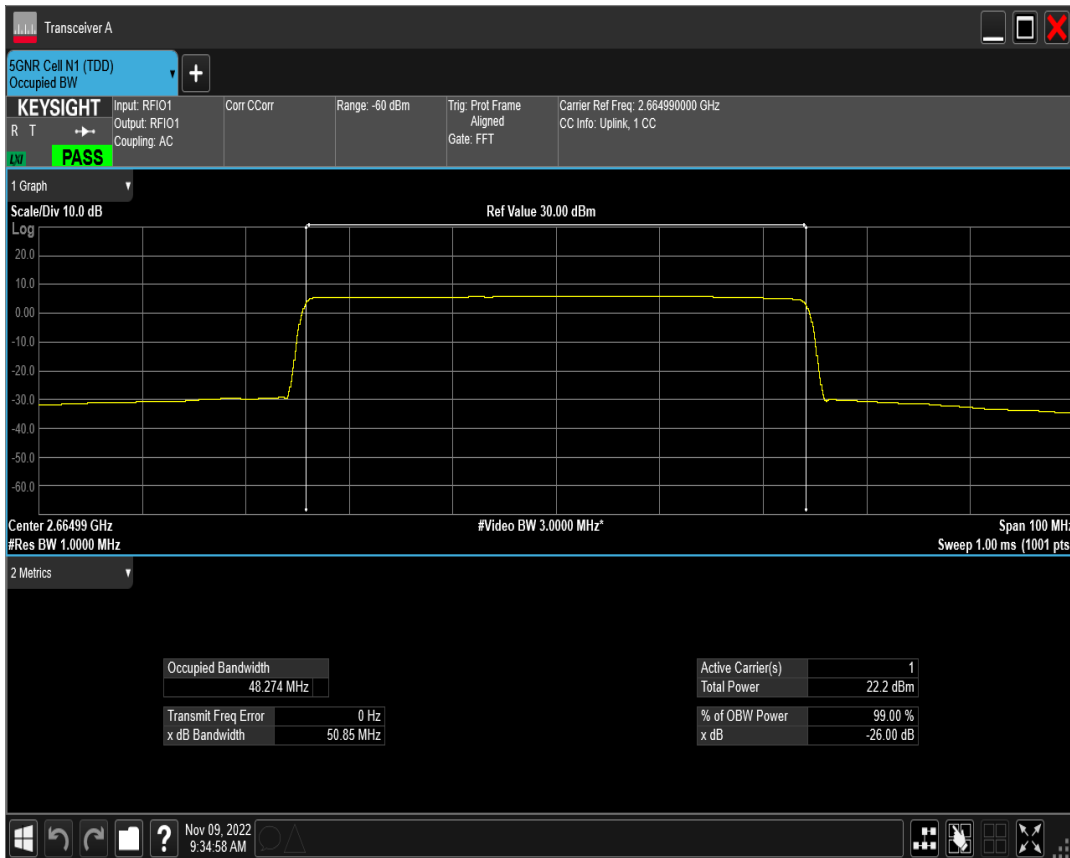 Transceiver A
5GNR Cell N1 (TDD)
Occupied BW
+
KEYSIGHT
R T
LXI
PASS
Input: RFIO1
Output: RFIO1
Coupling: AC
Corr CCorr
Range: -60 dBm
Trig: Prot Frame
Aligned
Gate: FFT
Carrier Ref Freq: 2.664990000 GHz
CC Info: Uplink, 1 CC
1 Graph
Scale/Div 10.0 dB
Ref Value 30.00 dBm
Log
20.0
10.0
0.00
-10.0
-20.0
-30.0
-40.0
-50.0
-60.0
Center 2.66499 GHz
#Video BW 3.0000 MHz*
Span 100 MHz
#Res BW 1.0000 MHz
Sweep 1.00 ms (1001 pts
2 Metrics
Occupied Bandwidth
48.274 MHz
Transmit Freq Error 0 Hz
x dB Bandwidth 50.85 MHz
Active Carrier(s) 1
Total Power 22.2 dBm
% of OBW Power 99.00 %
x dB -26.00 dB
?
Nov 09, 2022
9:34:58 AM